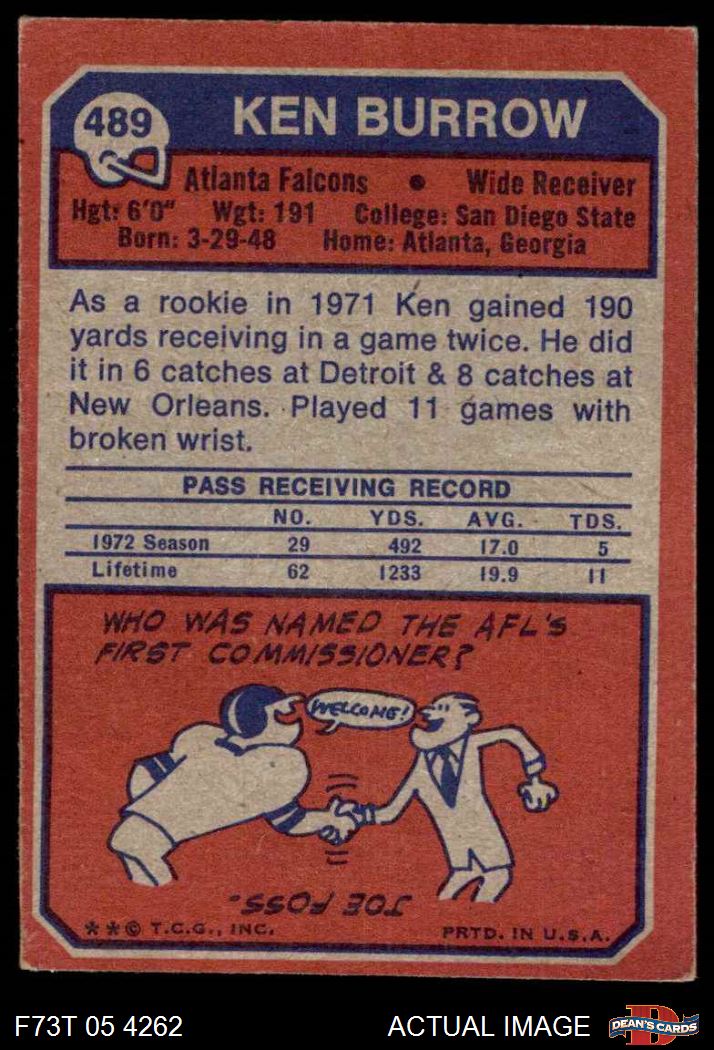 489
KEN BURROW
Atlanta Falcons • Wide Receiver
Hgt: 6'0" Wgt: 191 College: San Diego State
Born: 3-29-48 Home: Atlanta, Georgia
As a rookie in 1971 Ken gained 190
yards receiving in a game twice. He did
it in 6 catches at Detroit & 8 catches at
New Orleans. Played 11 games with
broken wrist.
PASS RECEIVING RECORD
NO. YDS. AVG. TDS.
1972 Season 29 492 17.0 5
Lifetime 62 1233 19.9 11
WHO WAS NAMED THE AFL'S
FIRST COMMISSIONER?
WELCOME!
JOE FOSS.
**© T.C.G., INC. PRTD. IN U.S.A.
F73T 05 4262 ACTUAL IMAGE
D
DEAN'S CARDS